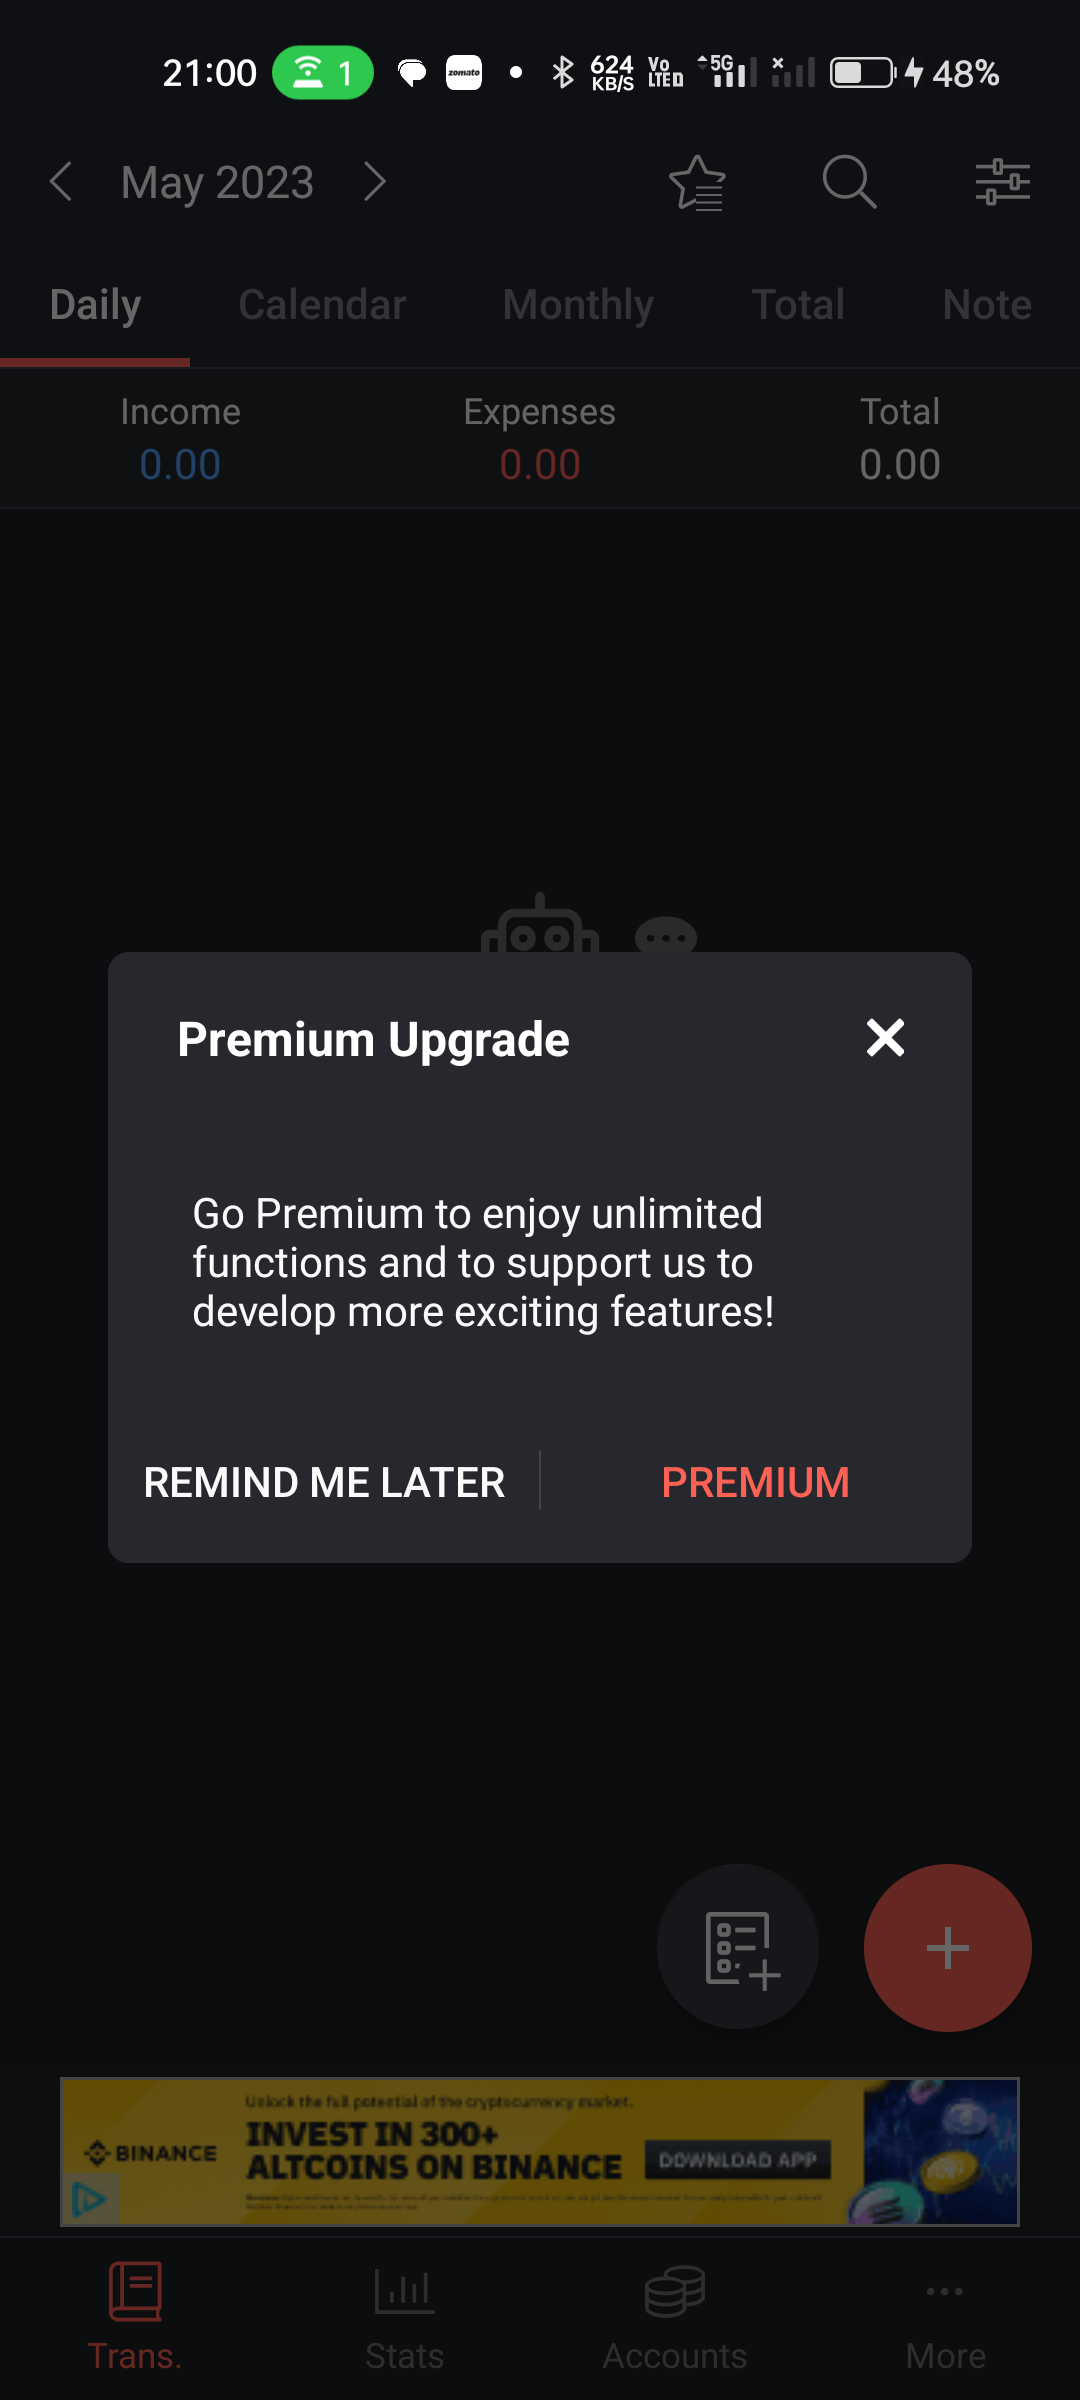 21:00 1 zomato 624 KB/S Vo LTE 5G 48%
May 2023
Daily Calendar Monthly Total Note
Income Expenses Total
0.00 0.00 0.00
Premium Upgrade
Go Premium to enjoy unlimited
functions and to support us to
develop more exciting features!
REMIND ME LATER PREMIUM
Unlock the full potential of the cryptocurrency market.
BINANCE
INVEST IN 300+
ALTCOINS ON BINANCE
DOWNLOAD APP
Trans. Stats Accounts More